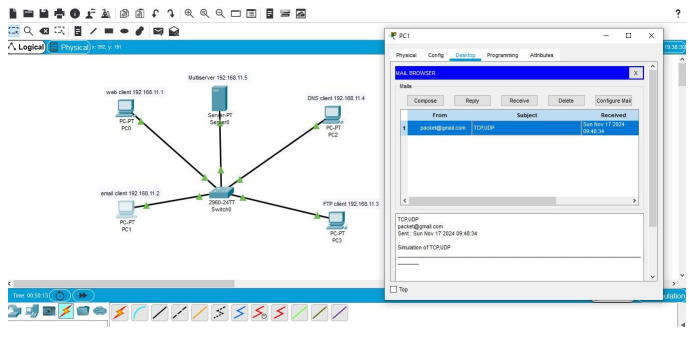 ?
Logical
Physical x: 392, y: 191
19:38:30
Multiserver 192.168.11.5
web client 192.168.11.1
DNS client 192.168.11.4
PC-PT
PC0
Server-PT
Server0
PC-PT
PC2
email client 192.168.11.2
FTP client 192.168.11.3
2960-24TT
Switch0
PC-PT
PC1
PC-PT
PC3
PC1
Physical Config Desktop Programming Attributes
MAIL BROWSER X
Mails
Compose Reply Receive Delete Configure Mail
From Subject Received
1 packet@gmail.com TCP,UDP Sun Nov 17 2024
09:48:34
TCP,UDP
packet@gmail.com
Sent : Sun Nov 17 2024 09:48:34
Simulation of TCP,UDP
Top
Time: 00:50:13